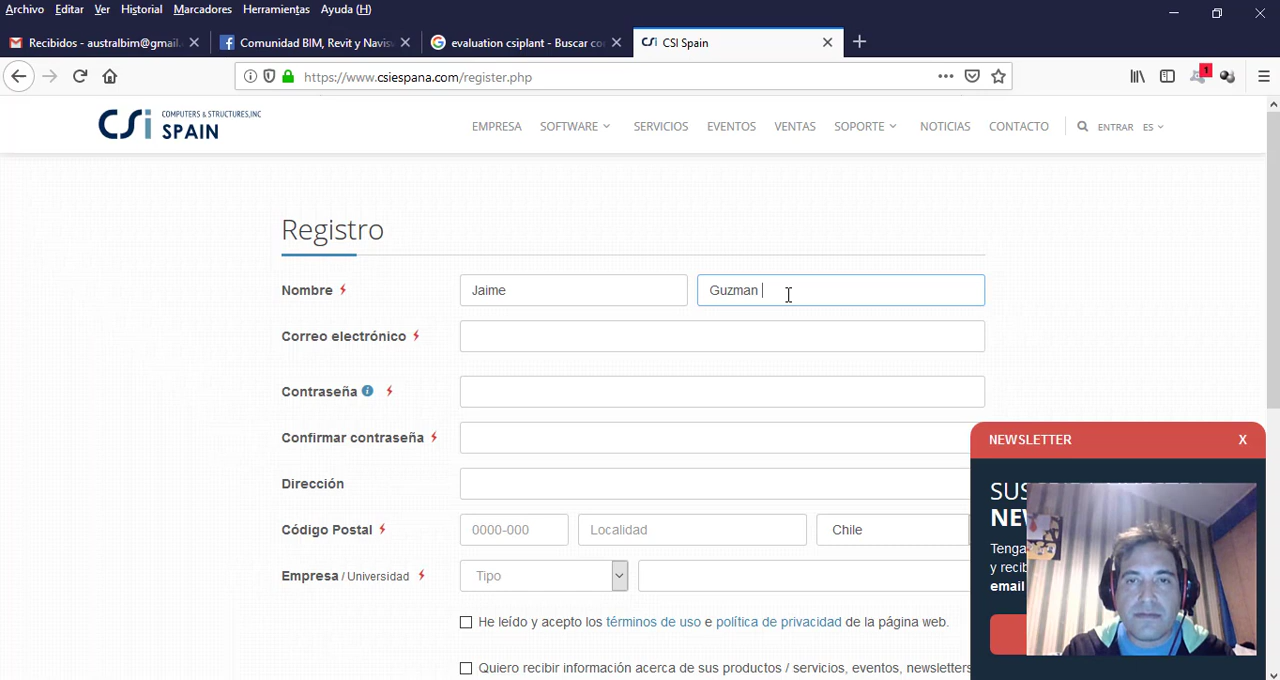 Archivo Editar Ver Historial Marcadores Herramientas Ayuda (H)
Recibidos - australbim@gmail. Comunidad BIM, Revit y Navisw evaluation csiplant - Buscar co CSI Spain
https://www.csiespana.com/register.php 1
CSi COMPUTERS & STRUCTURES, INC SPAIN EMPRESA SOFTWARE SERVICIOS EVENTOS VENTAS SOPORTE NOTICIAS CONTACTO ENTRAR ES
Registro
Nombre Jaime Guzman
Correo electrónico
Contraseña
Confirmar contraseña
NEWSLETTER X
Dirección
Código Postal 0000-000 Localidad Chile
Empresa / Universidad Tipo
He leído y acepto los términos de uso e política de privacidad de la página web.
Quiero recibir información acerca de sus productos / servicios, eventos, newsletters
Tenga
y recib
email